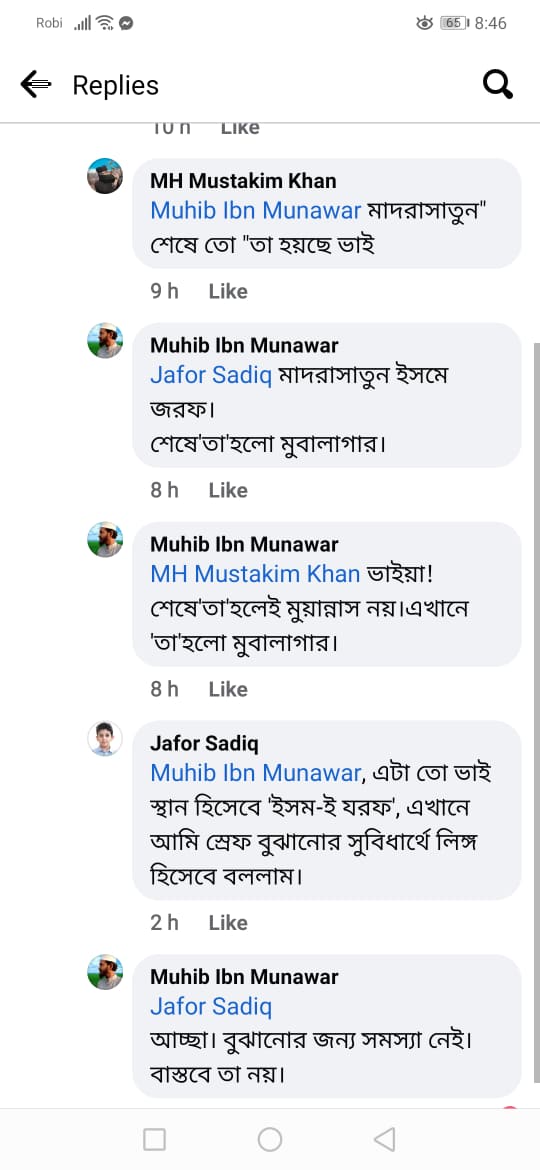 Robi 65 8:46
Replies
10 h Like
MH Mustakim Khan
Muhib Ibn Munawar মাদরাসাতুন"
শেষে তো "তা হয়ছে ভাই
9 h Like
Muhib Ibn Munawar
Jafor Sadiq মাদরাসাতুন ইসমে
জরফ।
শেষে'তা'হলো মুবালাগার।
8 h Like
Muhib Ibn Munawar
MH Mustakim Khan ভাইয়া!
শেষে'তা'হলেই মুয়ান্নাস নয়।এখানে
'তা'হলো মুবালাগার।
8 h Like
Jafor Sadiq
Muhib Ibn Munawar, এটা তো ভাই
স্থান হিসেবে 'ইসম-ই যরফ', এখানে
আমি স্রেফ বুঝানোর সুবিধার্থে লিঙ্গ
হিসেবে বললাম।
2 h Like
Muhib Ibn Munawar
Jafor Sadiq
আচ্ছা। বুঝানোর জন্য সমস্যা নেই।
বাস্তবে তা নয়।